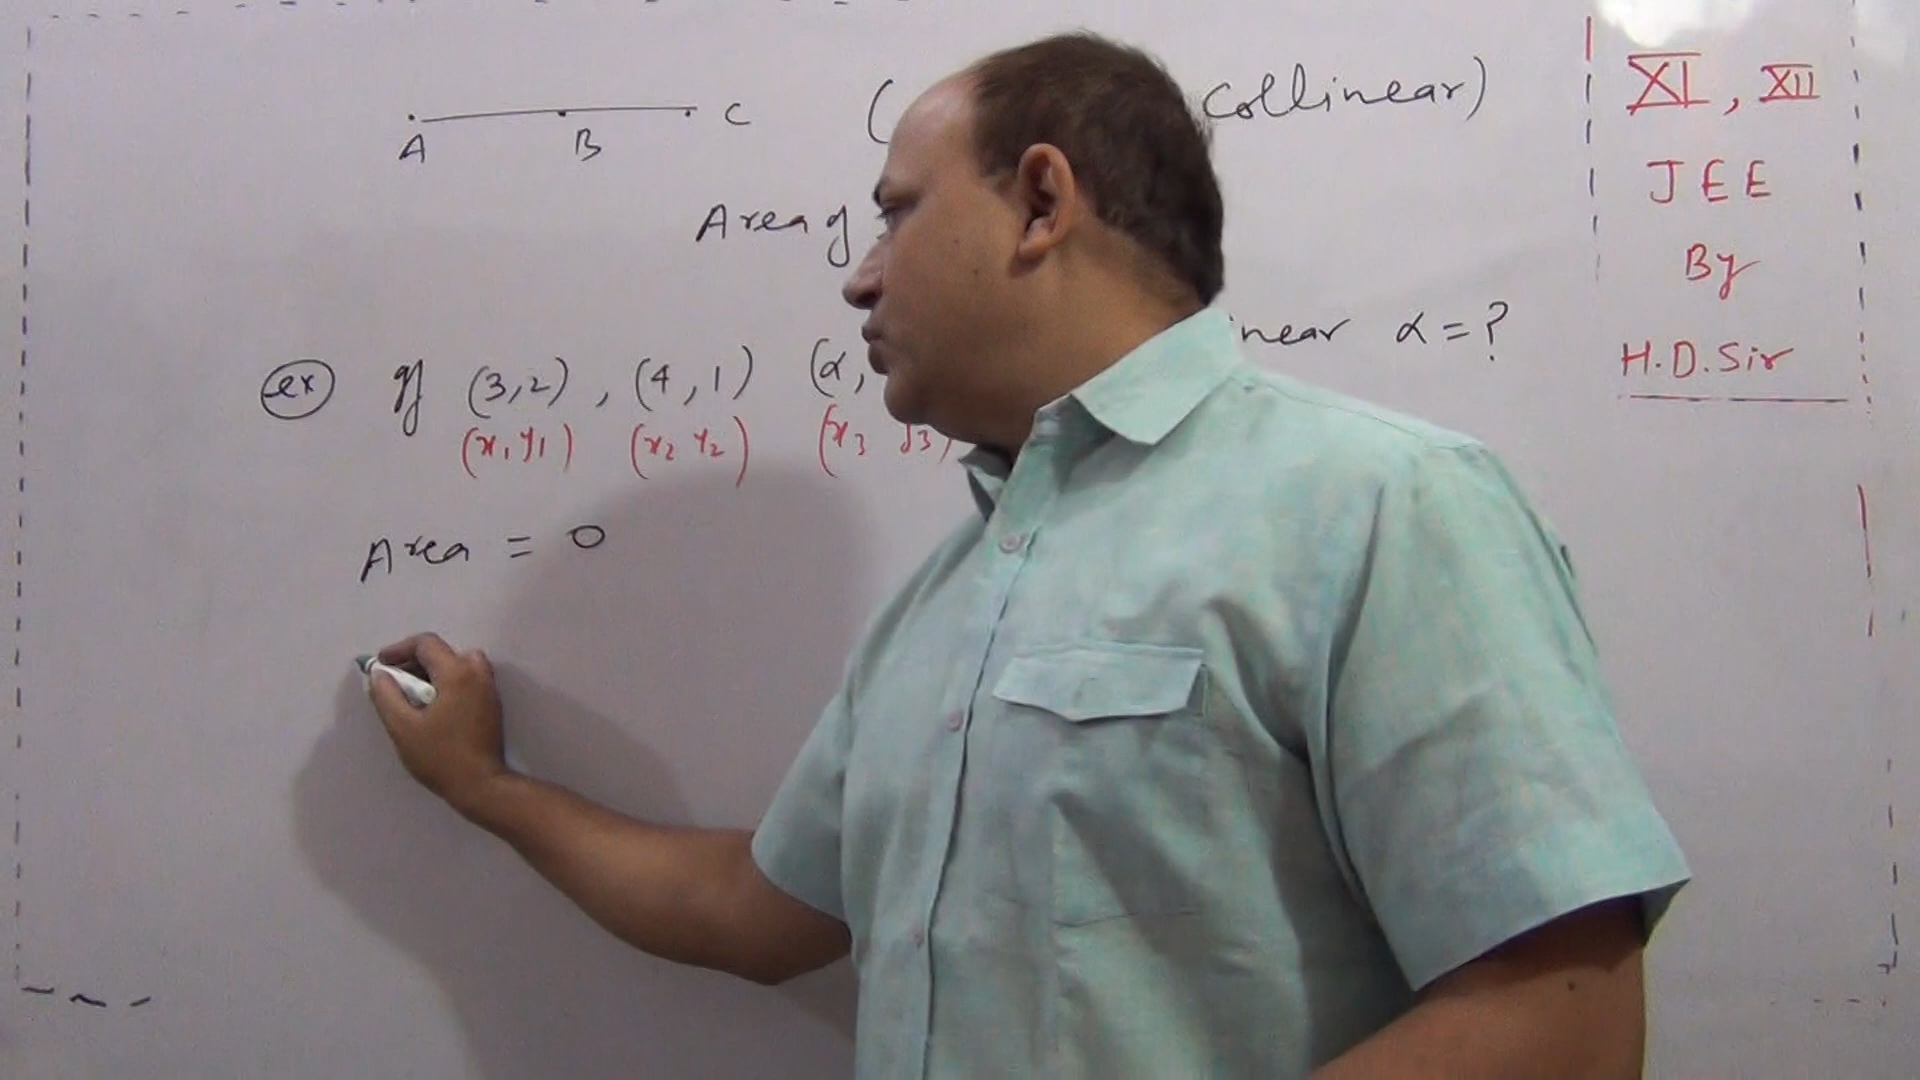 A B C ( Collinear)
Area of
ex If (3,2) , (4,1) (α, near α=?
(x1 y1) (x2 y2) (x3 y3)
Area = 0
XI, XII
JEE
By
H.D. Sir